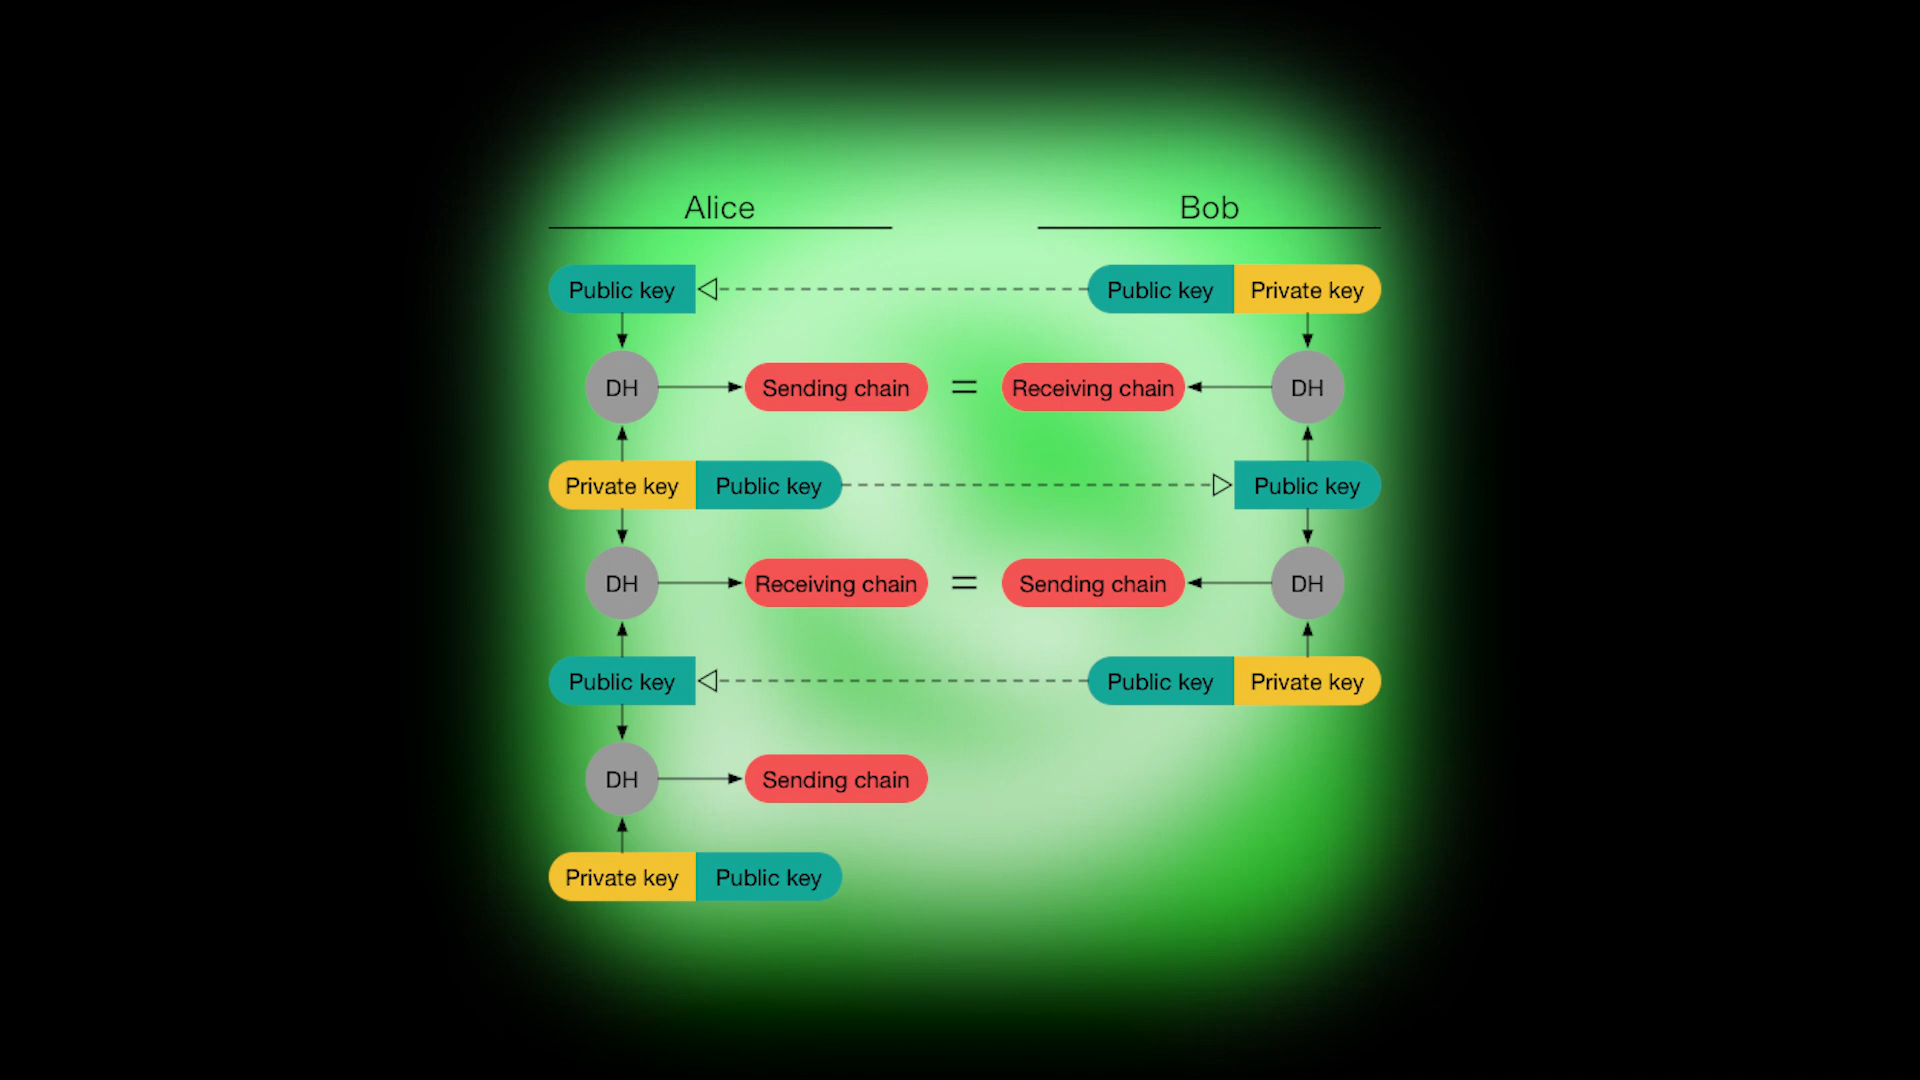 Alice Bob
Public key Public key Private key
DH Sending chain = Receiving chain DH
Private key Public key Public key
DH Receiving chain = Sending chain DH
Public key Public key Private key
DH Sending chain
Private key Public key